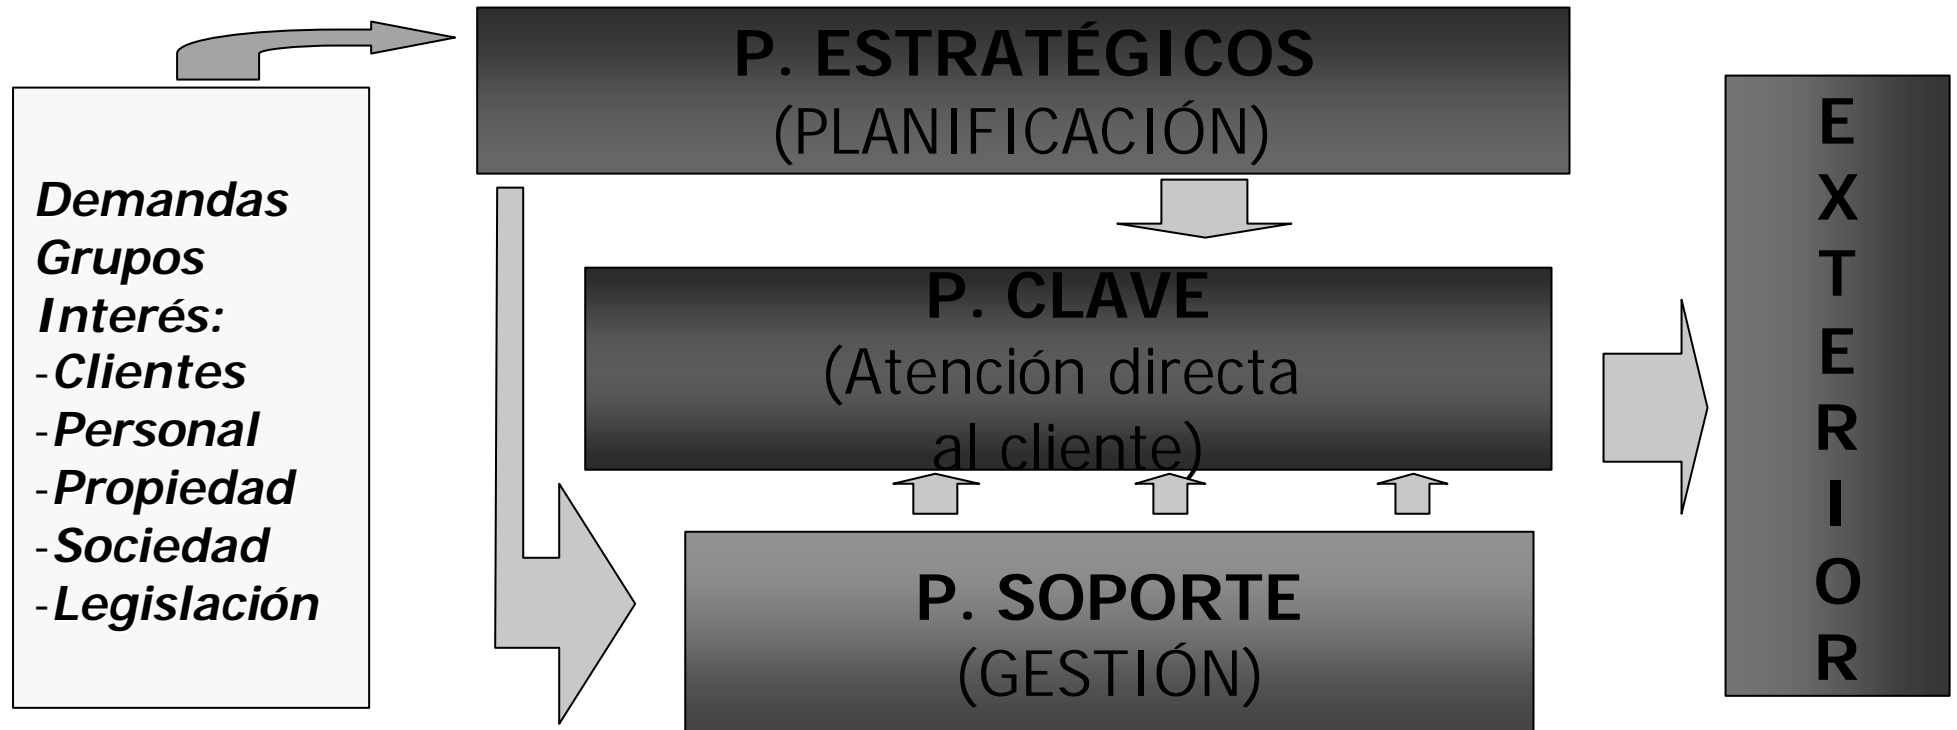 P. ESTRATÉGICOS
(PLANIFICACIÓN)
Demandas
Grupos
Interés:
-Clientes
-Personal
-Propiedad
-Sociedad
-Legislación
P. CLAVE
(Atención directa
al cliente)
P. SOPORTE
(GESTIÓN)
E
X
T
E
R
I
O
R